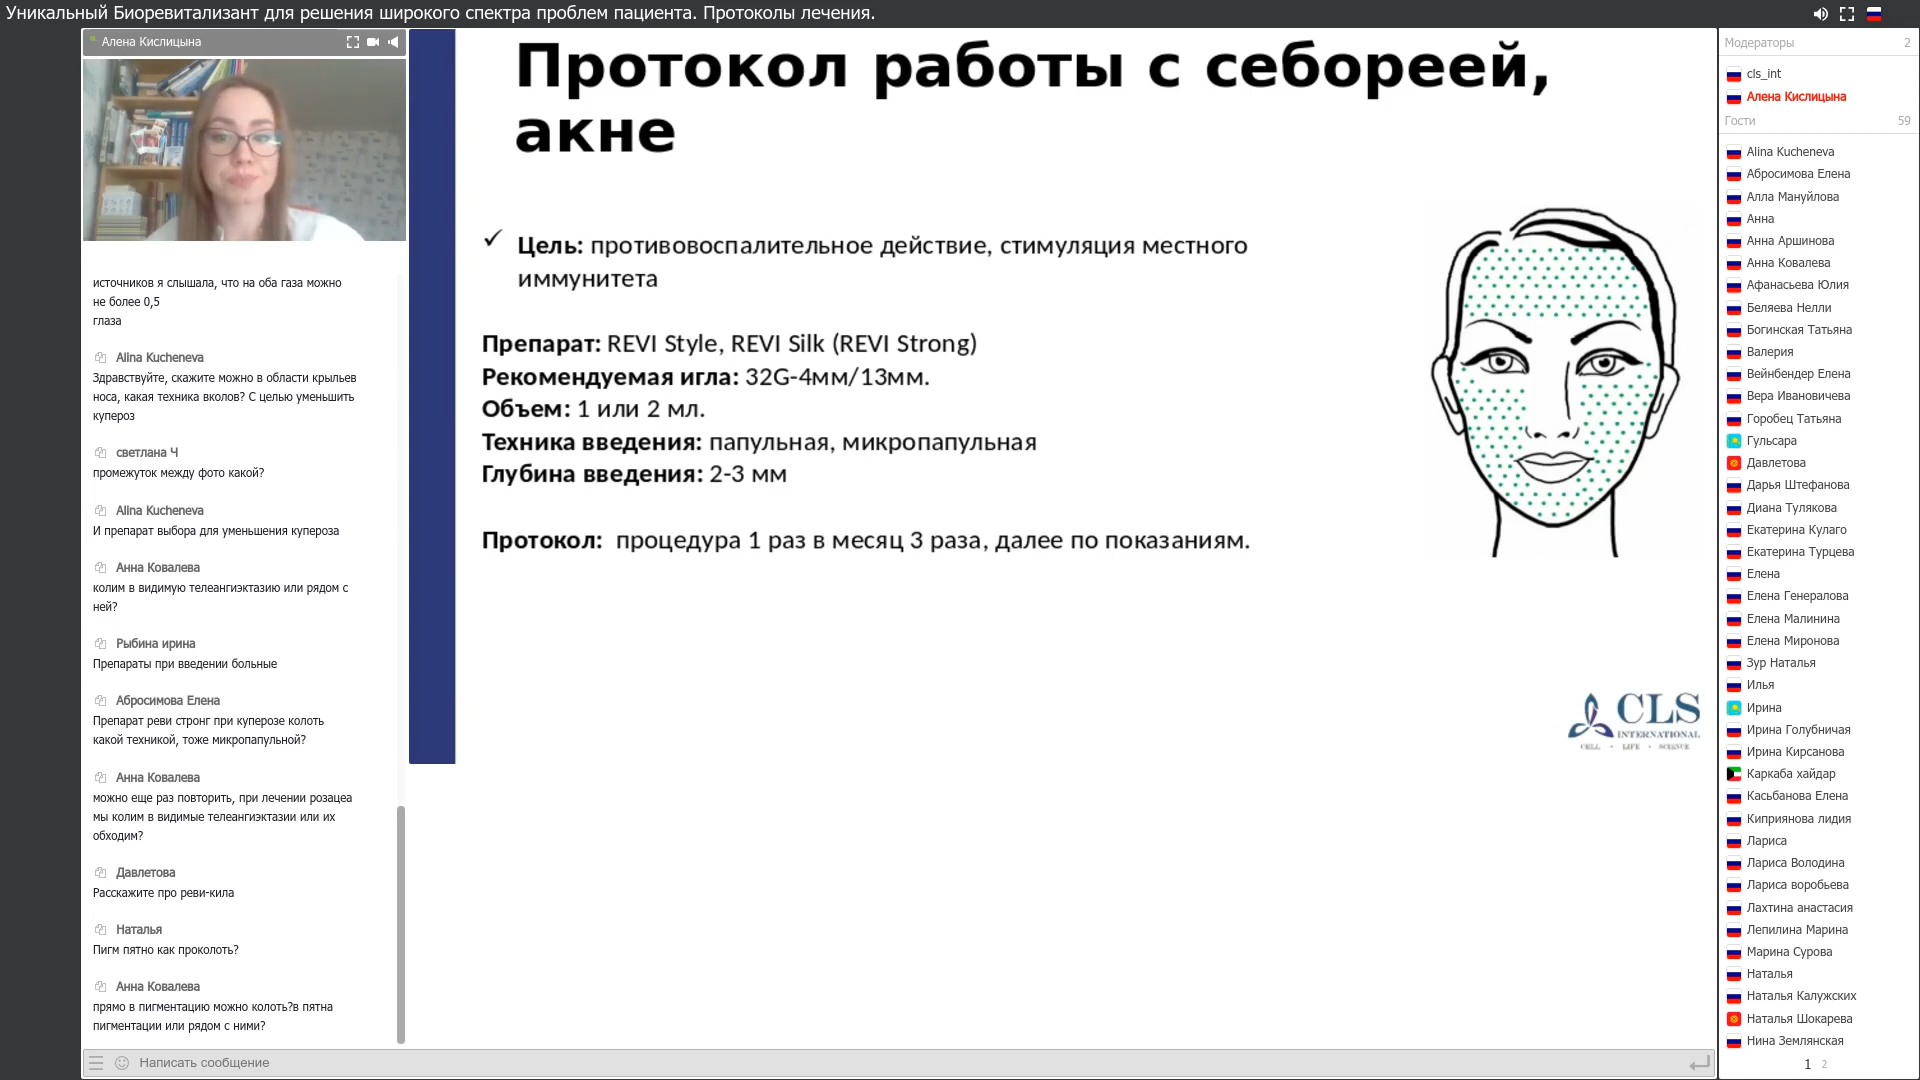 Уникальный Биоревитализант для решения широкого спектра проблем пациента. Протоколы лечения.
Алена Кислицына
источников я слышала, что на оба газа можно
не более 0,5
глаза
Alina Kucheneva
Здравствуйте, скажите можно в области крыльев
носа, какая техника вколов? С целью уменьшить
купероз
светлана Ч
промежуток между фото какой?
Alina Kucheneva
И препарат выбора для уменьшения купероза
Анна Ковалева
колим в видимую телеангиэктазию или рядом с
ней?
Рыбина ирина
Препараты при введении больные
Абросимова Елена
Препарат реви стронг при куперозе колоть
какой техникой, тоже микропапульной?
Анна Ковалева
можно еще раз повторить, при лечении розацеа
мы колим в видимые телеангиэктазии или их
обходим?
Давлетова
Расскажите про реви-кила
Наталья
Пигм пятно как проколоть?
Анна Ковалева
прямо в пигментацию можно колоть?в пятна
пигментации или рядом с ними?
Написать сообщение
Протокол работы с себореей,
акне
✓ Цель: противовоспалительное действие, стимуляция местного
иммунитета
Препарат: REVI Style, REVI Silk (REVI Strong)
Рекомендуемая игла: 32G-4мм/13мм.
Объем: 1 или 2 мл.
Техника введения: папульная, микропапульная
Глубина введения: 2-3 мм
Протокол: процедура 1 раз в месяц 3 раза, далее по показаниям.
CLS
INTERNATIONAL
CELL • LIFE • SCIENCE
Модераторы 2
cls_int
Алена Кислицына
Гости 59
Alina Kucheneva
Абросимова Елена
Алла Мануйлова
Анна
Анна Аршинова
Анна Ковалева
Афанасьева Юлия
Беляева Нелли
Богинская Татьяна
Валерия
Вейнбендер Елена
Вера Ивановичева
Горобец Татьяна
Гульсара
Давлетова
Дарья Штефанова
Диана Тулякова
Екатерина Кулаго
Екатерина Турцева
Елена
Елена Генералова
Елена Малинина
Елена Миронова
Зур Наталья
Илья
Ирина
Ирина Голубничая
Ирина Кирсанова
Каркаба хайдар
Касьбанова Елена
Киприянова лидия
Лариса
Лариса Володина
Лариса воробьева
Лахтина анастасия
Лепилина Марина
Марина Сурова
Наталья
Наталья Калужских
Наталья Шокарева
Нина Землянская
1 2